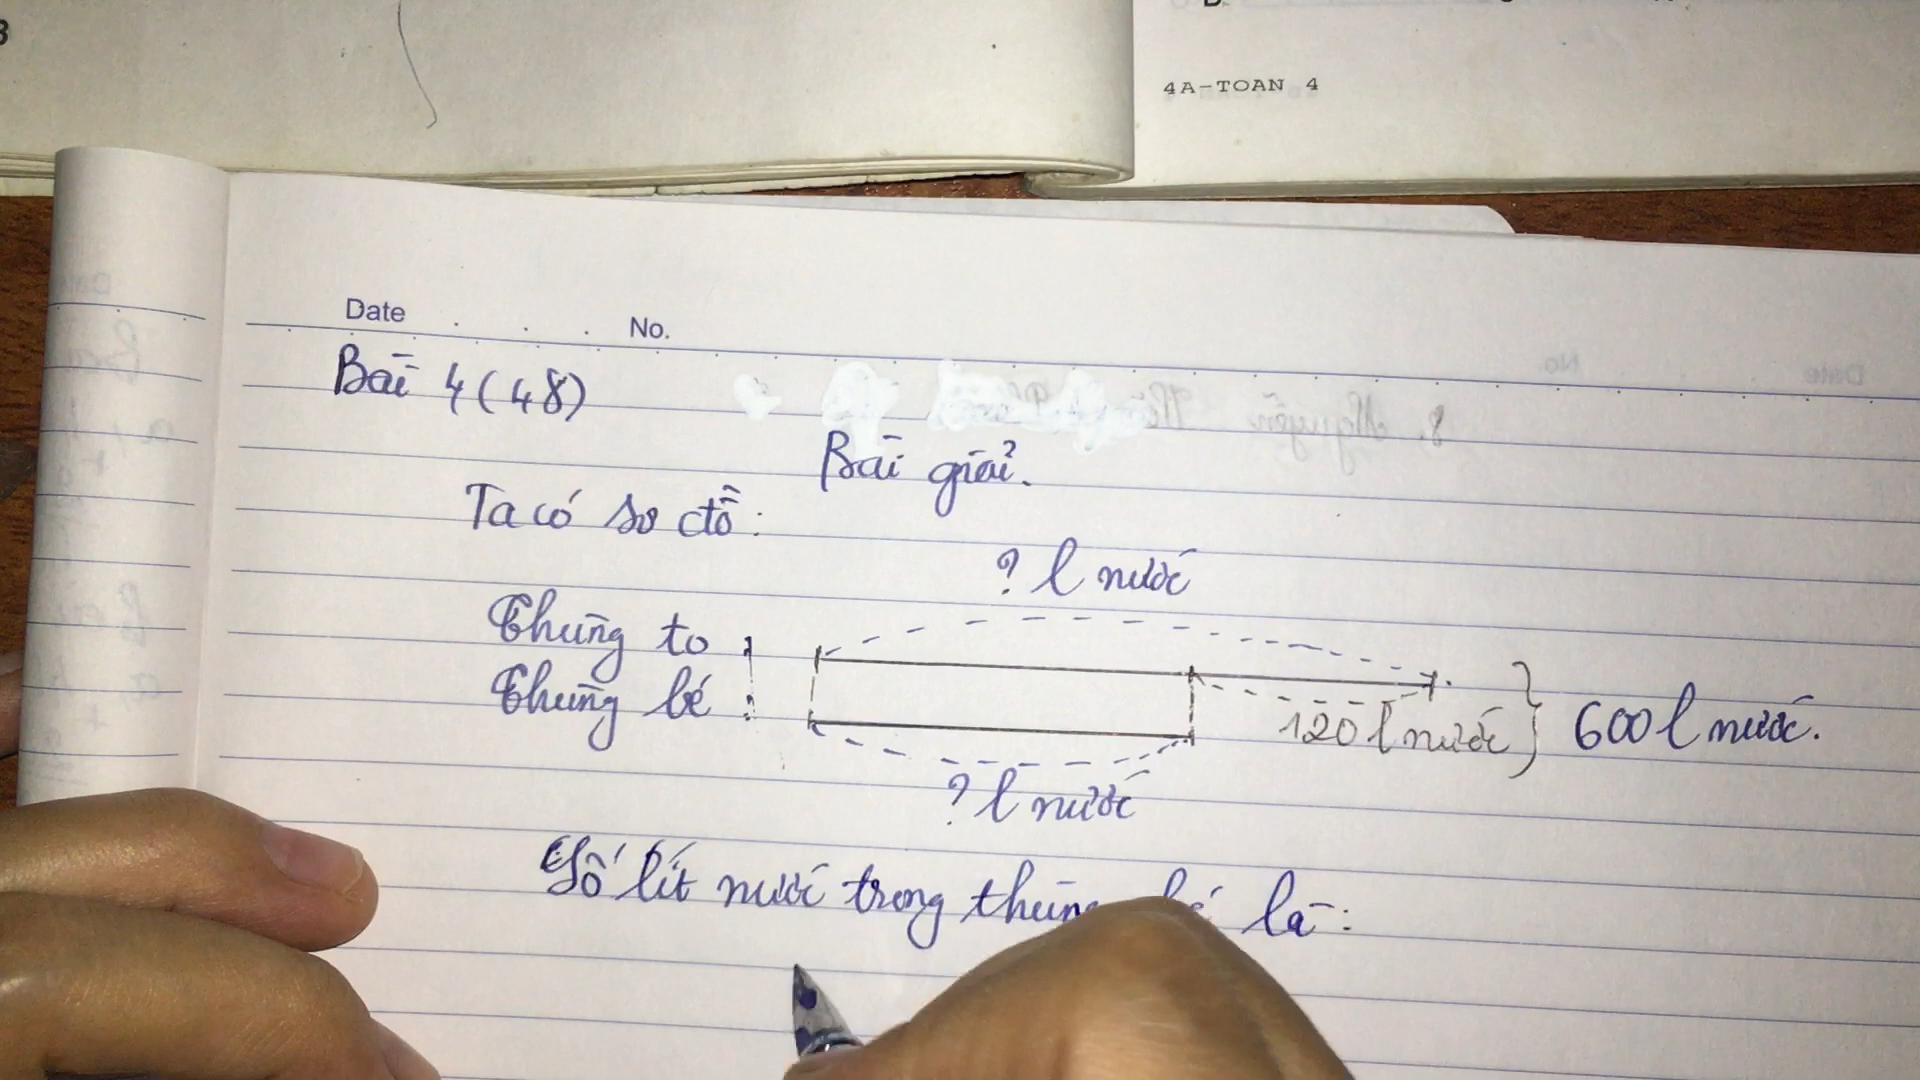 4A-TOAN 4
Date No.
Bài 4 (48)
Bài giải.
Ta có sơ đồ:
? l nước
Thùng to :
Thùng bé :
120 l nước
600 l nước.
? l nước
Số lít nước trong thùng bé là: